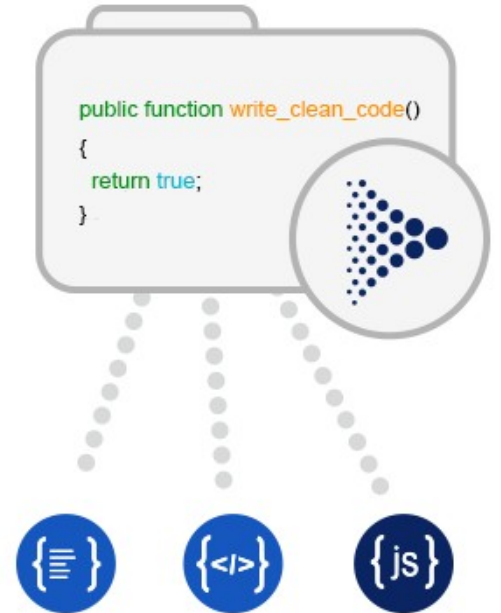 public function write_clean_code()
{
return true;
}
{ }
{</>}
{js}